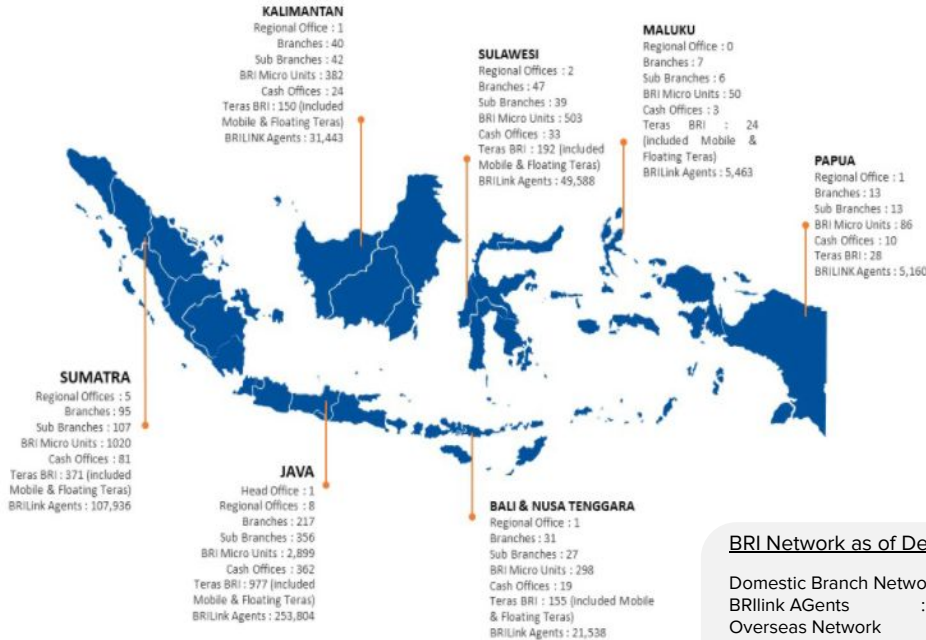 KALIMANTAN
Regional Office : 1
Branches : 40
Sub Branches : 42
BRI Micro Units : 382
Cash Offices : 24
Teras BRI : 150 (included
Mobile & Floating Teras)
BRILINK Agents : 31,443
SULAWESI
Regional Offices : 2
Branches : 47
Sub Branches : 39
BRI Micro Units : 503
Cash Offices : 33
Teras BRI : 192 (included
Mobile & Floating Teras)
BRILink Agents : 49,588
MALUKU
Regional Office : 0
Branches : 7
Sub Branches : 6
BRI Micro Units : 50
Cash Offices : 3
Teras BRI : 24
(included Mobile &
Floating Teras)
BRILink Agents : 5,463
PAPUA
Regional Office : 1
Branches : 13
Sub Branches : 13
BRI Micro Units : 86
Cash Offices : 10
Teras BRI : 28
BRILINK Agents : 5,160
SUMATRA
Regional Offices : 5
Branches : 95
Sub Branches : 107
BRI Micro Units : 1020
Cash Offices : 81
Teras BRI : 371 (included
Mobile & Floating Teras)
BRILink Agents : 107,936
JAVA
Head Office : 1
Regional Offices : 8
Branches : 217
Sub Branches : 356
BRI Micro Units : 2,899
Cash Offices : 362
Teras BRI : 977 (included
Mobile & Floating Teras)
BRILink Agents : 253,804
BALI & NUSA TENGGARA
Regional Office : 1
Branches : 31
Sub Branches : 27
BRI Micro Units : 298
Cash Offices : 19
Teras BRI : 155 (included Mobile
& Floating Teras)
BRILink Agents : 21,538
BRI Network as of De
Domestic Branch Netwo
BRIlink AGents :
Overseas Network